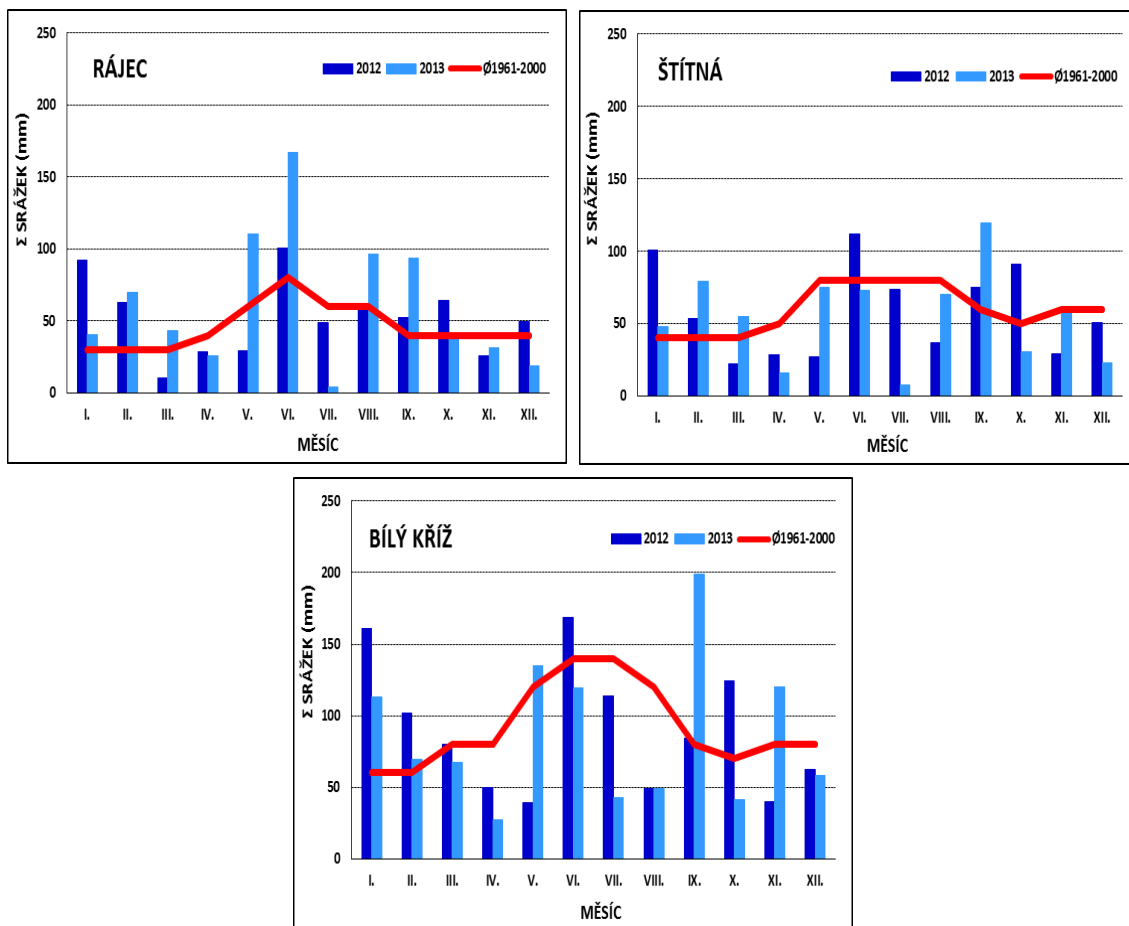 RÁJEC
2012 2013 Ø1961-2000
250
200
150
100
50
0
Σ SRÁŽEK (mm)
I. II. III. IV. V. VI. VII. VIII. IX. X. XI. XII.
MĚSÍC
ŠTÍTNÁ
2012 2013 Ø1961-2000
250
200
150
100
50
0
Σ SRÁŽEK (mm)
I. II. III. IV. V. VI. VII. VIII. IX. X. XI. XII.
MĚSÍC
BÍLÝ KŘÍŽ
2012 2013 Ø1961-2000
250
200
150
100
50
0
Σ SRÁŽEK (mm)
I. II. III. IV. V. VI. VII. VIII. IX. X. XI. XII.
MĚSÍC